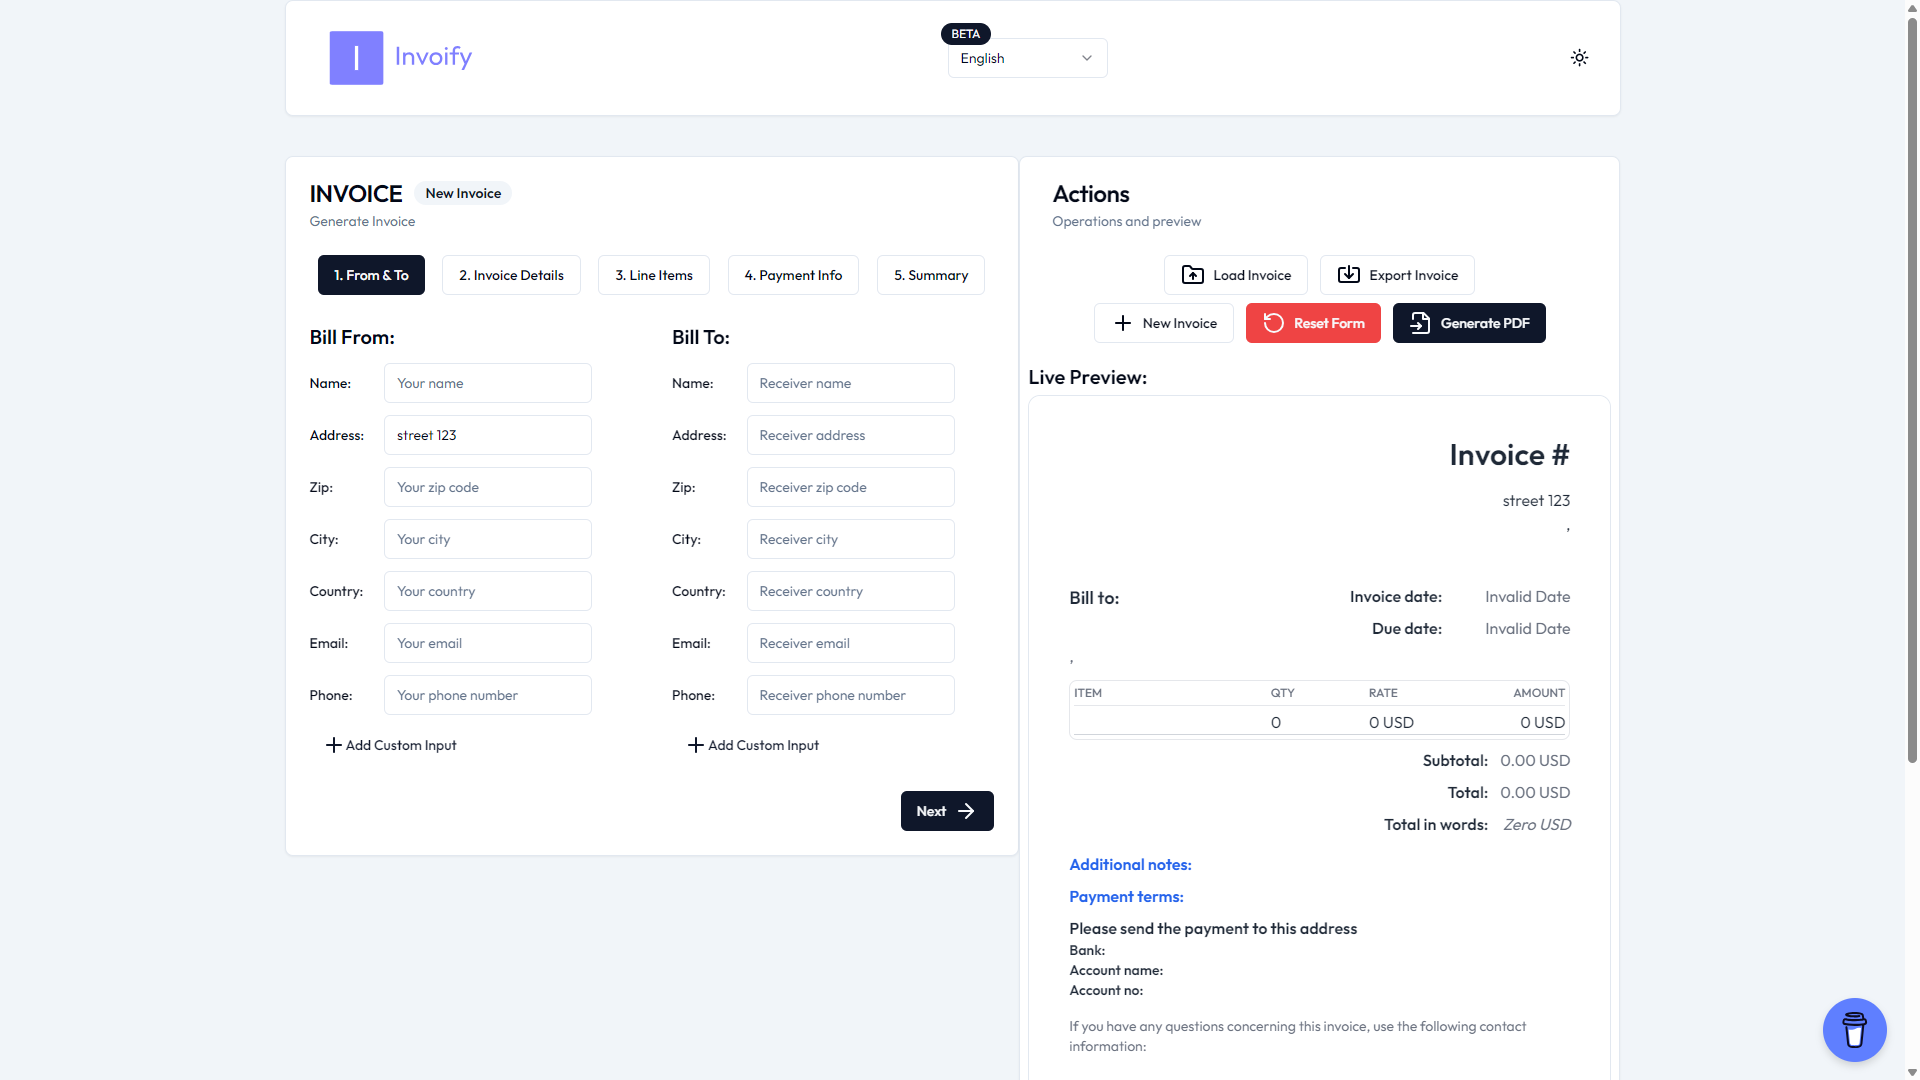 I Invoify
BETA
English
INVOICE New Invoice
Generate Invoice
1. From & To 2. Invoice Details 3. Line Items 4. Payment Info 5. Summary
Bill From:
Name: Your name
Address: street 123
Zip: Your zip code
City: Your city
Country: Your country
Email: Your email
Phone: Your phone number
Add Custom Input
Bill To:
Name: Receiver name
Address: Receiver address
Zip: Receiver zip code
City: Receiver city
Country: Receiver country
Email: Receiver email
Phone: Receiver phone number
Add Custom Input
Next
Actions
Operations and preview
Load Invoice Export Invoice
New Invoice Reset Form Generate PDF
Live Preview:
Invoice #
street 123
,
Bill to:
Invoice date: Invalid Date
Due date: Invalid Date
,
ITEM QTY RATE AMOUNT
0 0 USD 0 USD
Subtotal: 0.00 USD
Total: 0.00 USD
Total in words: Zero USD
Additional notes:
Payment terms:
Please send the payment to this address
Bank:
Account name:
Account no:
If you have any questions concerning this invoice, use the following contact
information: